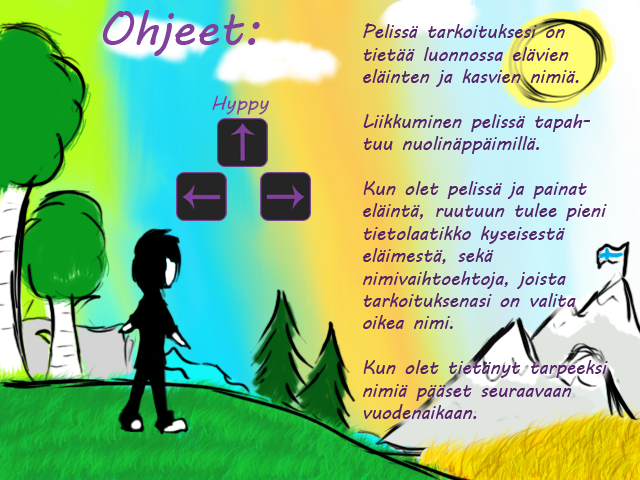 Ohjeet:
Hyppy
Pelissä tarkoituksesi on
tietää luonnossa elävien
eläinten ja kasvien nimiä.
Liikkuminen pelissä tapah-
tuu nuolinäppäimillä.
Kun olet pelissä ja painat
eläintä, ruutuun tulee pieni
tietolaatikko kyseisestä
eläimestä, sekä
nimivaihtoehtoja, joista
tarkoituksenasi on valita
oikea nimi.
Kun olet tietänyt tarpeeksi
nimiä pääset seuraavaan
vuodenaikaan.